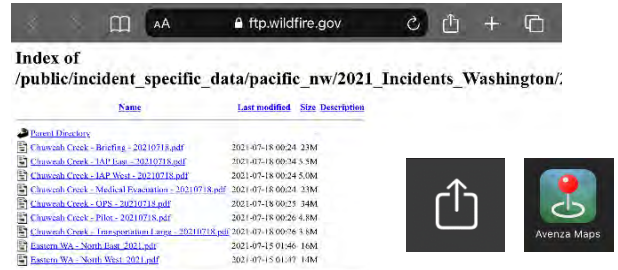 AA ftp.wildfire.gov
Index of
/public/incident_specific_data/pacific_nw/2021_Incidents_Washington/
Name Last modified Size Description
Parent Directory
Chuweah Creek - Briefing - 20210718.pdf 2021-07-18 00:24 23M
Chuweah Creek - IAP East - 20210718.pdf 2021-07-18 00:24 5.5M
Chuweah Creek - IAP West - 20210718.pdf 2021-07-18 00:24 5.0M
Chuweah Creek - Medical Evacuation - 20210718.pdf 2021-07-18 00:24 23M
Chuweah Creek - OPS - 20210718.pdf 2021-07-18 00:25 34M
Chuweah Creek - Pilot - 20210718.pdf 2021-07-18 00:26 4.8M
Chuweah Creek - Transportation Large - 20210718.pdf 2021-07-18 00:26 3.8M
Eastern WA - North East_2021.pdf 2021-07-15 01:46 16M
Eastern WA - North West_2021.pdf 2021-07-15 01:47 14M
Avenza Maps